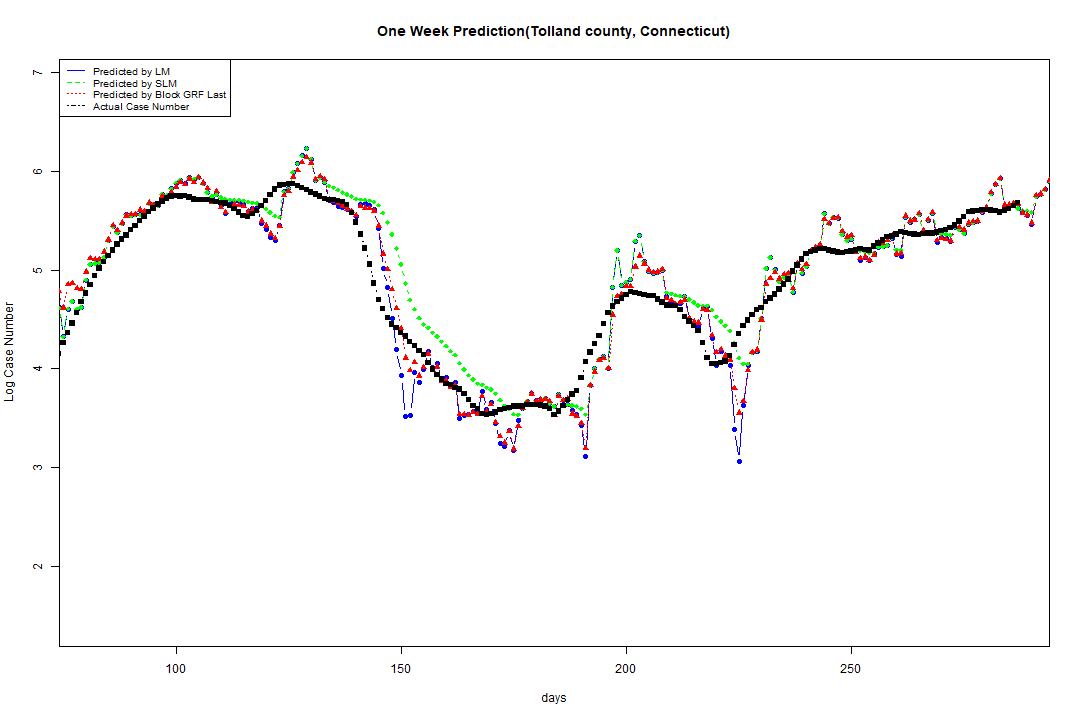 One Week Prediction(Tolland county, Connecticut)
Predicted by LM
Predicted by SLM
Predicted by Block GRF Last
Actual Case Number
7
6
5
4
3
2
Log Case Number
100
150
200
250
days